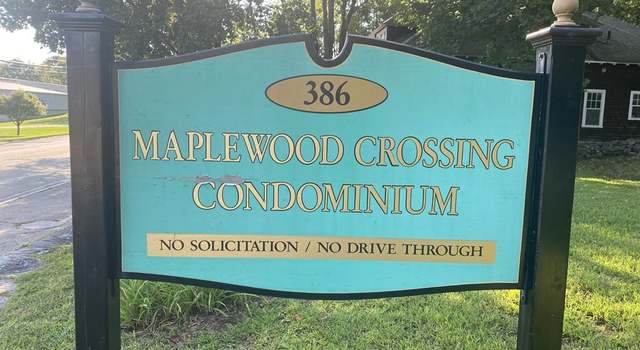 386
MAPLEWOOD CROSSING
CONDOMINIUM
NO SOLICITATION / NO DRIVE THROUGH